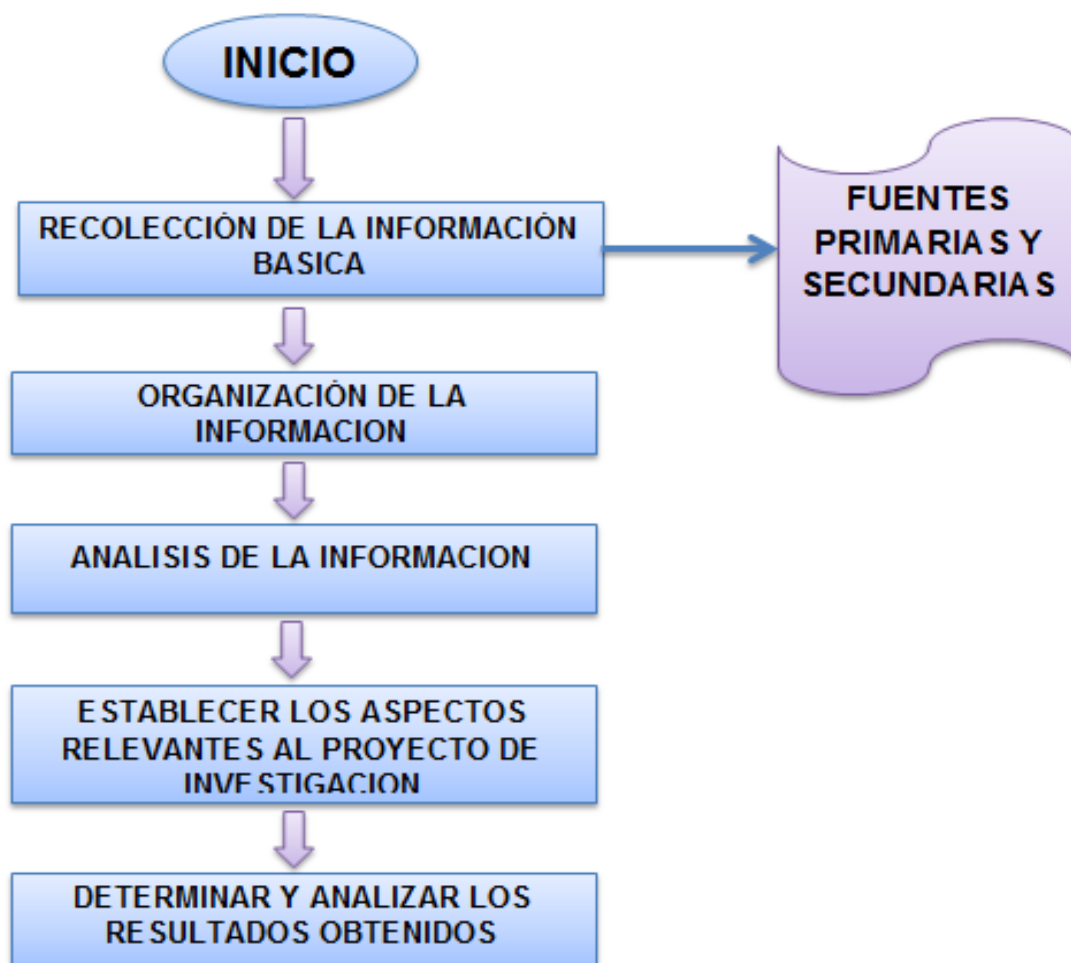 INICIO
RECOLECCIÓN DE LA INFORMACIÓN
BASICA
FUENTES
PRIMARIAS Y
SECUNDARIAS
ORGANIZACIÓN DE LA
INFORMACION
ANALISIS DE LA INFORMACION
ESTABLECER LOS ASPECTOS
RELEVANTES AL PROYECTO DE
INVESTIGACION
DETERMINAR Y ANALIZAR LOS
RESULTADOS OBTENIDOS